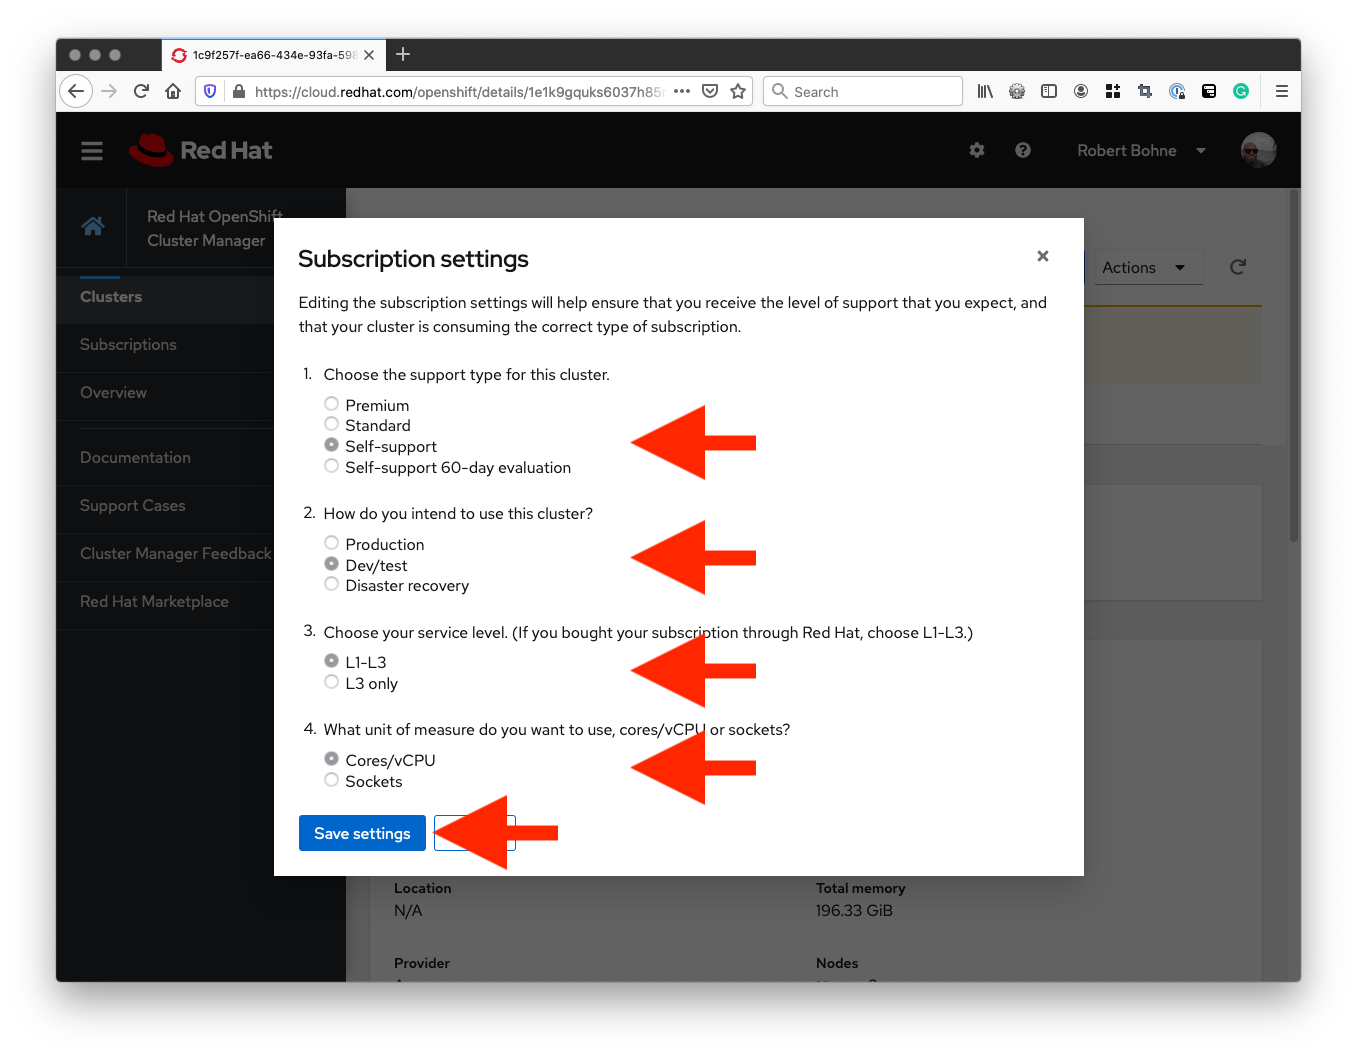 1c9f257f-ea66-434e-93fa-598
https://cloud.redhat.com/openshift/details/1e1k9gquks6037h85r
Search
Red Hat
Robert Bohne
Red Hat OpenShift
Cluster Manager
Actions
Clusters
Subscriptions
Overview
Documentation
Support Cases
Cluster Manager Feedback
Red Hat Marketplace
Subscription settings
Editing the subscription settings will help ensure that you receive the level of support that you expect, and
that your cluster is consuming the correct type of subscription.
1. Choose the support type for this cluster.
Premium
Standard
Self-support
Self-support 60-day evaluation
2. How do you intend to use this cluster?
Production
Dev/test
Disaster recovery
3. Choose your service level. (If you bought your subscription through Red Hat, choose L1-L3.)
L1-L3
L3 only
4. What unit of measure do you want to use, cores/vCPU or sockets?
Cores/vCPU
Sockets
Save settings
Location
N/A
Total memory
196.33 GiB
Provider
Nodes